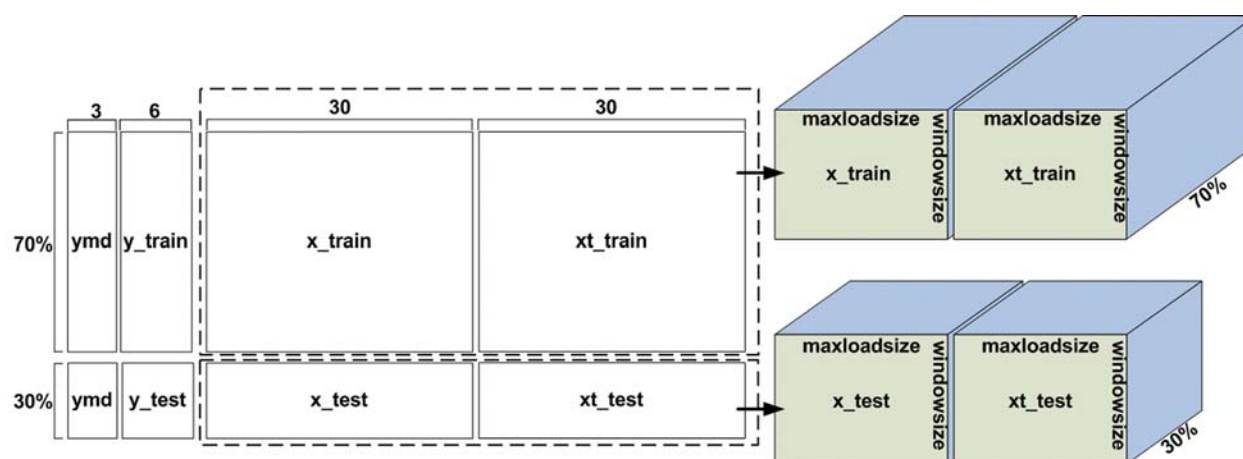 3 6 30 30
70% ymd y_train x_train xt_train
30% ymd y_test x_test xt_test
maxloadsize maxloadsize
x_train windowsize xt_train windowsize
70%
maxloadsize maxloadsize
x_test windowsize xt_test windowsize
30%